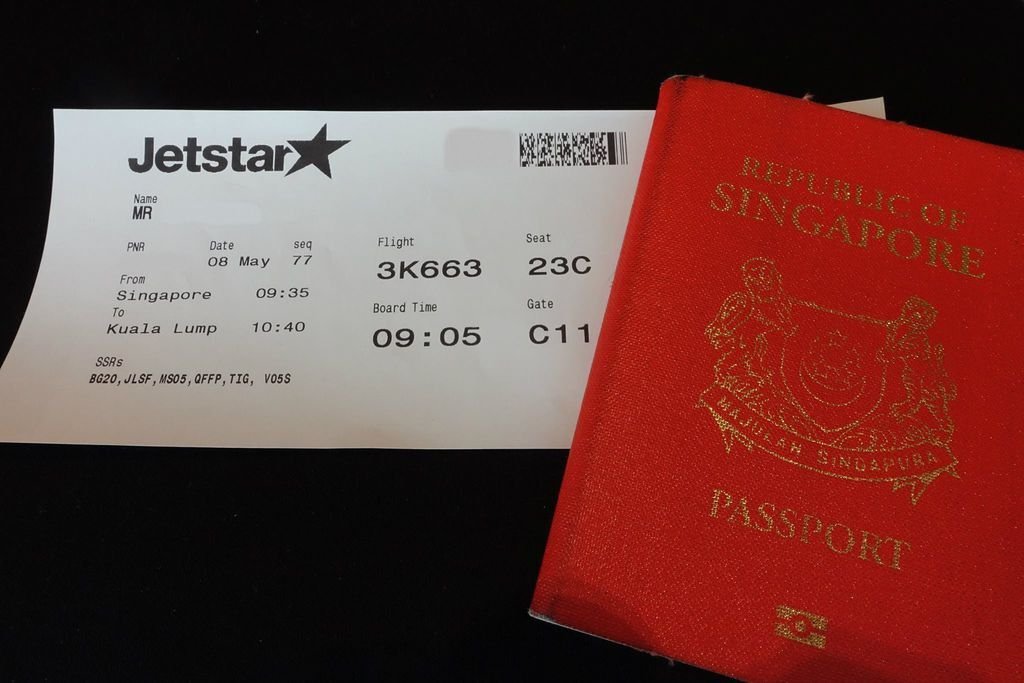 Jetstar
Name
MR
PNR Date seq
08 May 77
From
Singapore 09:35
To
Kuala Lump 10:40
SSRs
BG20,JLSF,MS05,QFFP,TIG, V05S
Flight Seat
3K663 23C
Board Time Gate
09:05 C11
REPUBLIC OF
SINGAPORE
MAJULAH SINGAPURA
PASSPORT